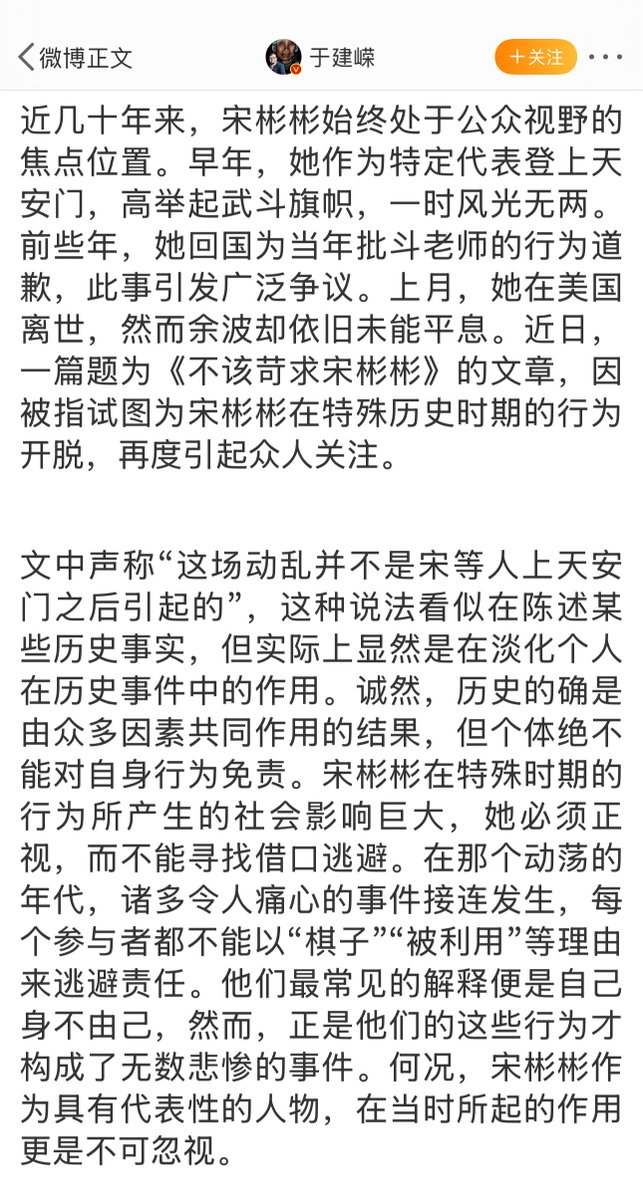 微博正文
于建嵘
+关注
近几十年来，宋彬彬始终处于公众视野的
焦点位置。早年，她作为特定代表登上天
安门，高举起武斗旗帜，一时风光无两。
前些年，她回国为当年批斗老师的行为道
歉，此事引发广泛争议。上月，她在美国
离世，然而余波却依旧未能平息。近日，
一篇题为《不该苛求宋彬彬》的文章，因
被指试图为宋彬彬在特殊历史时期的行为
开脱，再度引起众人关注。
文中声称“这场动乱并不是宋等人上天安
门之后引起的”，这种说法看似在陈述某
些历史事实，但实际上显然是在淡化个人
在历史事件中的作用。诚然，历史的确是
由众多因素共同作用的结果，但个体绝不
能对自身行为免责。宋彬彬在特殊时期的
行为所产生的社会影响巨大，她必须正
视，而不能寻找借口逃避。在那个动荡的
年代，诸多令人痛心的事件接连发生，每
个参与者都不能以“棋子”“被利用”等理由
来逃避责任。他们最常见的解释便是自己
身不由己，然而，正是他们的这些行为才
构成了无数悲惨的事件。何况，宋彬彬作
为具有代表性的人物，在当时所起的作用
更是不可忽视。